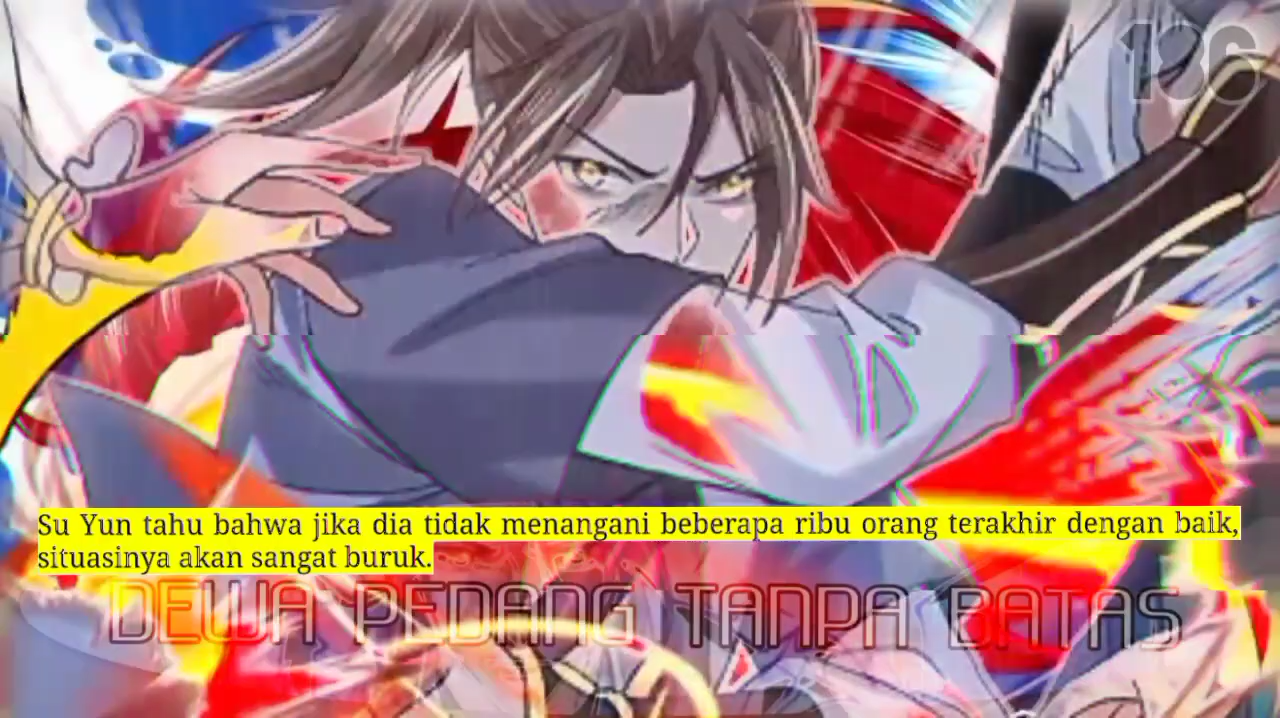 136
Su Yun tahu bahwa jika dia tidak menangani beberapa ribu orang terakhir dengan baik,
situasinya akan sangat buruk.
DEWA PEDANG TANPA BATAS